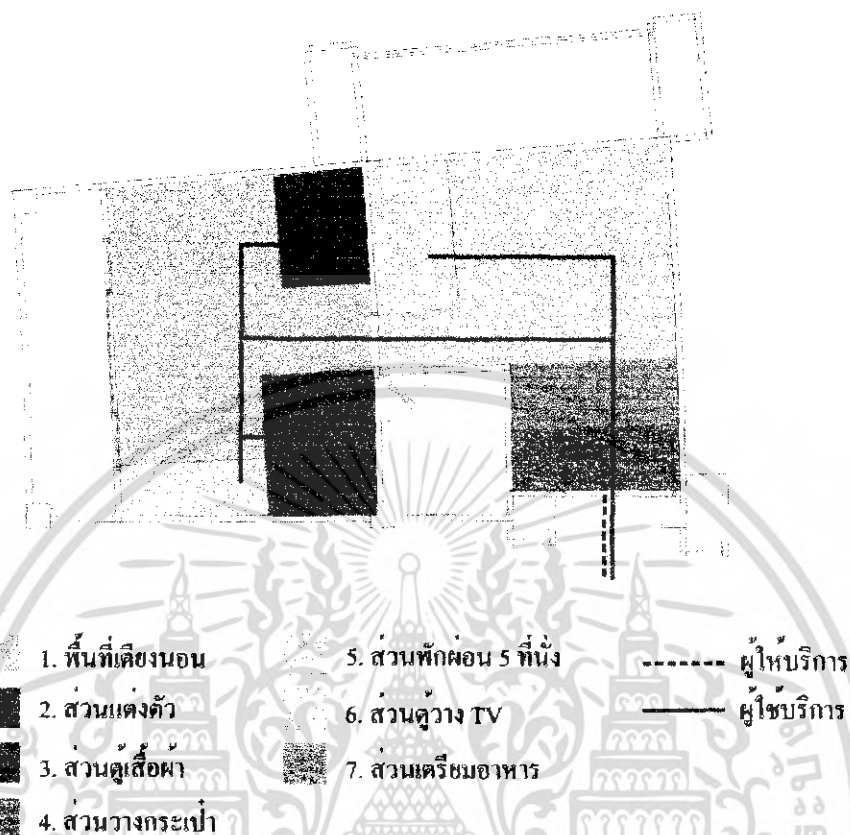 1. พื้นที่เตียงนอน
2. ส่วนแต่งตัว
3. ส่วนตู้เสื้อผ้า
4. ส่วนวางกระเป๋า
5. ส่วนพักผ่อน 5 ที่นั่ง
6. ส่วนตู้วาง TV
7. ส่วนเตรียมอาหาร
ผู้ให้บริการ
ผู้ใช้บริการ